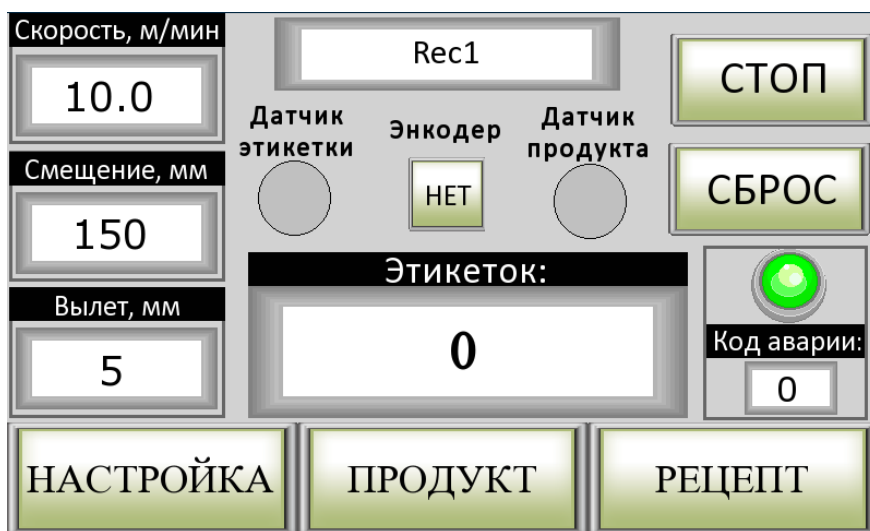 Скорость, м/мин
10.0
Смещение, мм
150
Вылет, мм
5
Rec1
Датчик
этикетки
Энкодер
НЕТ
Датчик
продукта
Этикеток:
0
СТОП
СБРОС
Код аварии:
0
НАСТРОЙКА
ПРОДУКТ
РЕЦЕПТ